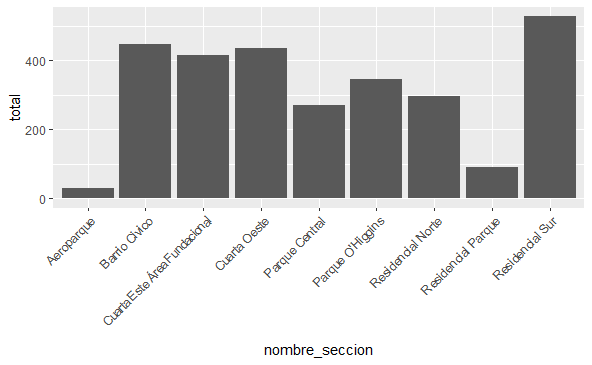 total
400
200
0
Aeroparque
Barrio Cívico
Cuarta Este Área Fundacional
Cuarta Oeste
Parque Central
Parque O'Higgins
Residencial Norte
Residencial Parque
Residencial Sur
nombre_seccion